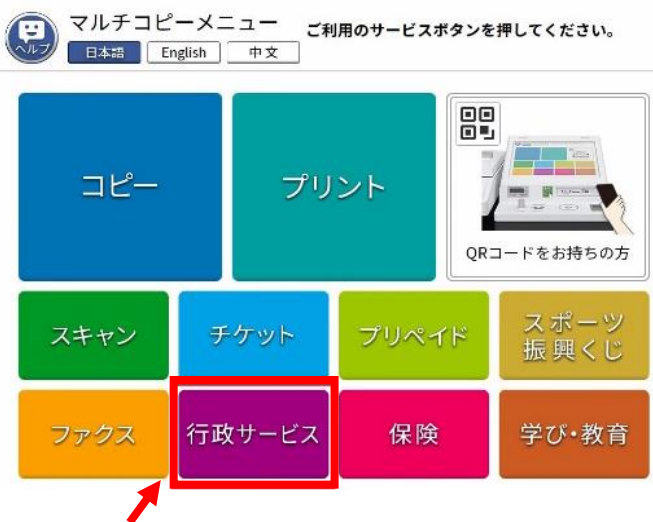 マルチコピーメニュー
ご利用のサービスボタンを押してください。
ヘルプ
日本語
English
中文
コピー
プリント
QRコードをお持ちの方
スキャン
チケット
プリペイド
スポーツ
振興くじ
ファクス
行政サービス
保険
学び・教育